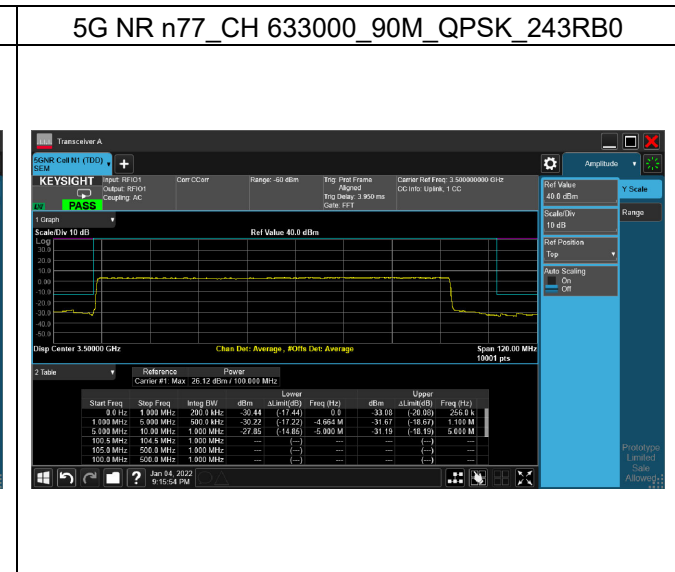 5G NR n77_CH 633000_90M_QPSK_243RB0
Transceiver A
5GNR Cell N1 (TDD)
SEM
+
Amplitude
KEYSIGHT
PASS
Input: RFIO1
Output: RFIO1
Coupling: AC
Corr CCorr
Range: -60 dBm
Trig: Prot Frame
Aligned
Trig Delay: 3.950 ms
Gate: FFT
Carrier Ref Freq: 3.500000000 GHz
CC Info: Uplink, 1 CC
Ref Value
40.0 dBm
Scale/Div
10 dB
Ref Position
Top
Auto Scaling
On
Off
Y Scale
Range
1 Graph
Scale/Div 10 dB
Ref Value 40.0 dBm
Log
30.0
20.0
10.0
0.00
-10.0
-20.0
-30.0
-40.0
-50.0
Disp Center 3.50000 GHz
Chan Det: Average, #Offs Det: Average
Span 120.00 MHz
10001 pts
2 Table
Reference Power
Carrier #1: Max 26.12 dBm / 100.000 MHz
Lower Upper
Start Freq Stop Freq Integ BW dBm ΔLimit(dB) Freq (Hz) dBm ΔLimit(dB) Freq (Hz)
0.0 Hz 1.000 MHz 200.0 kHz -30.44 (-17.44) 0.0 -33.08 (-20.08) 256.0 k
1.000 MHz 5.000 MHz 500.0 kHz -30.22 (-17.22) -4.664 M -31.67 (-18.67) 1.100 M
5.000 MHz 10.00 MHz 1.000 MHz -27.85 (-14.85) -5.000 M -31.19 (-18.19) 5.000 M
100.5 MHz 104.5 MHz 1.000 MHz --- (---) --- --- (---) ---
105.0 MHz 500.0 MHz 1.000 MHz --- (---) --- --- (---) ---
100.0 MHz 500.0 MHz 1.000 MHz --- (---) --- --- (---) ---
Prototype
Limited
Sale
Allowed
Jan 04, 2022
9:15:54 PM